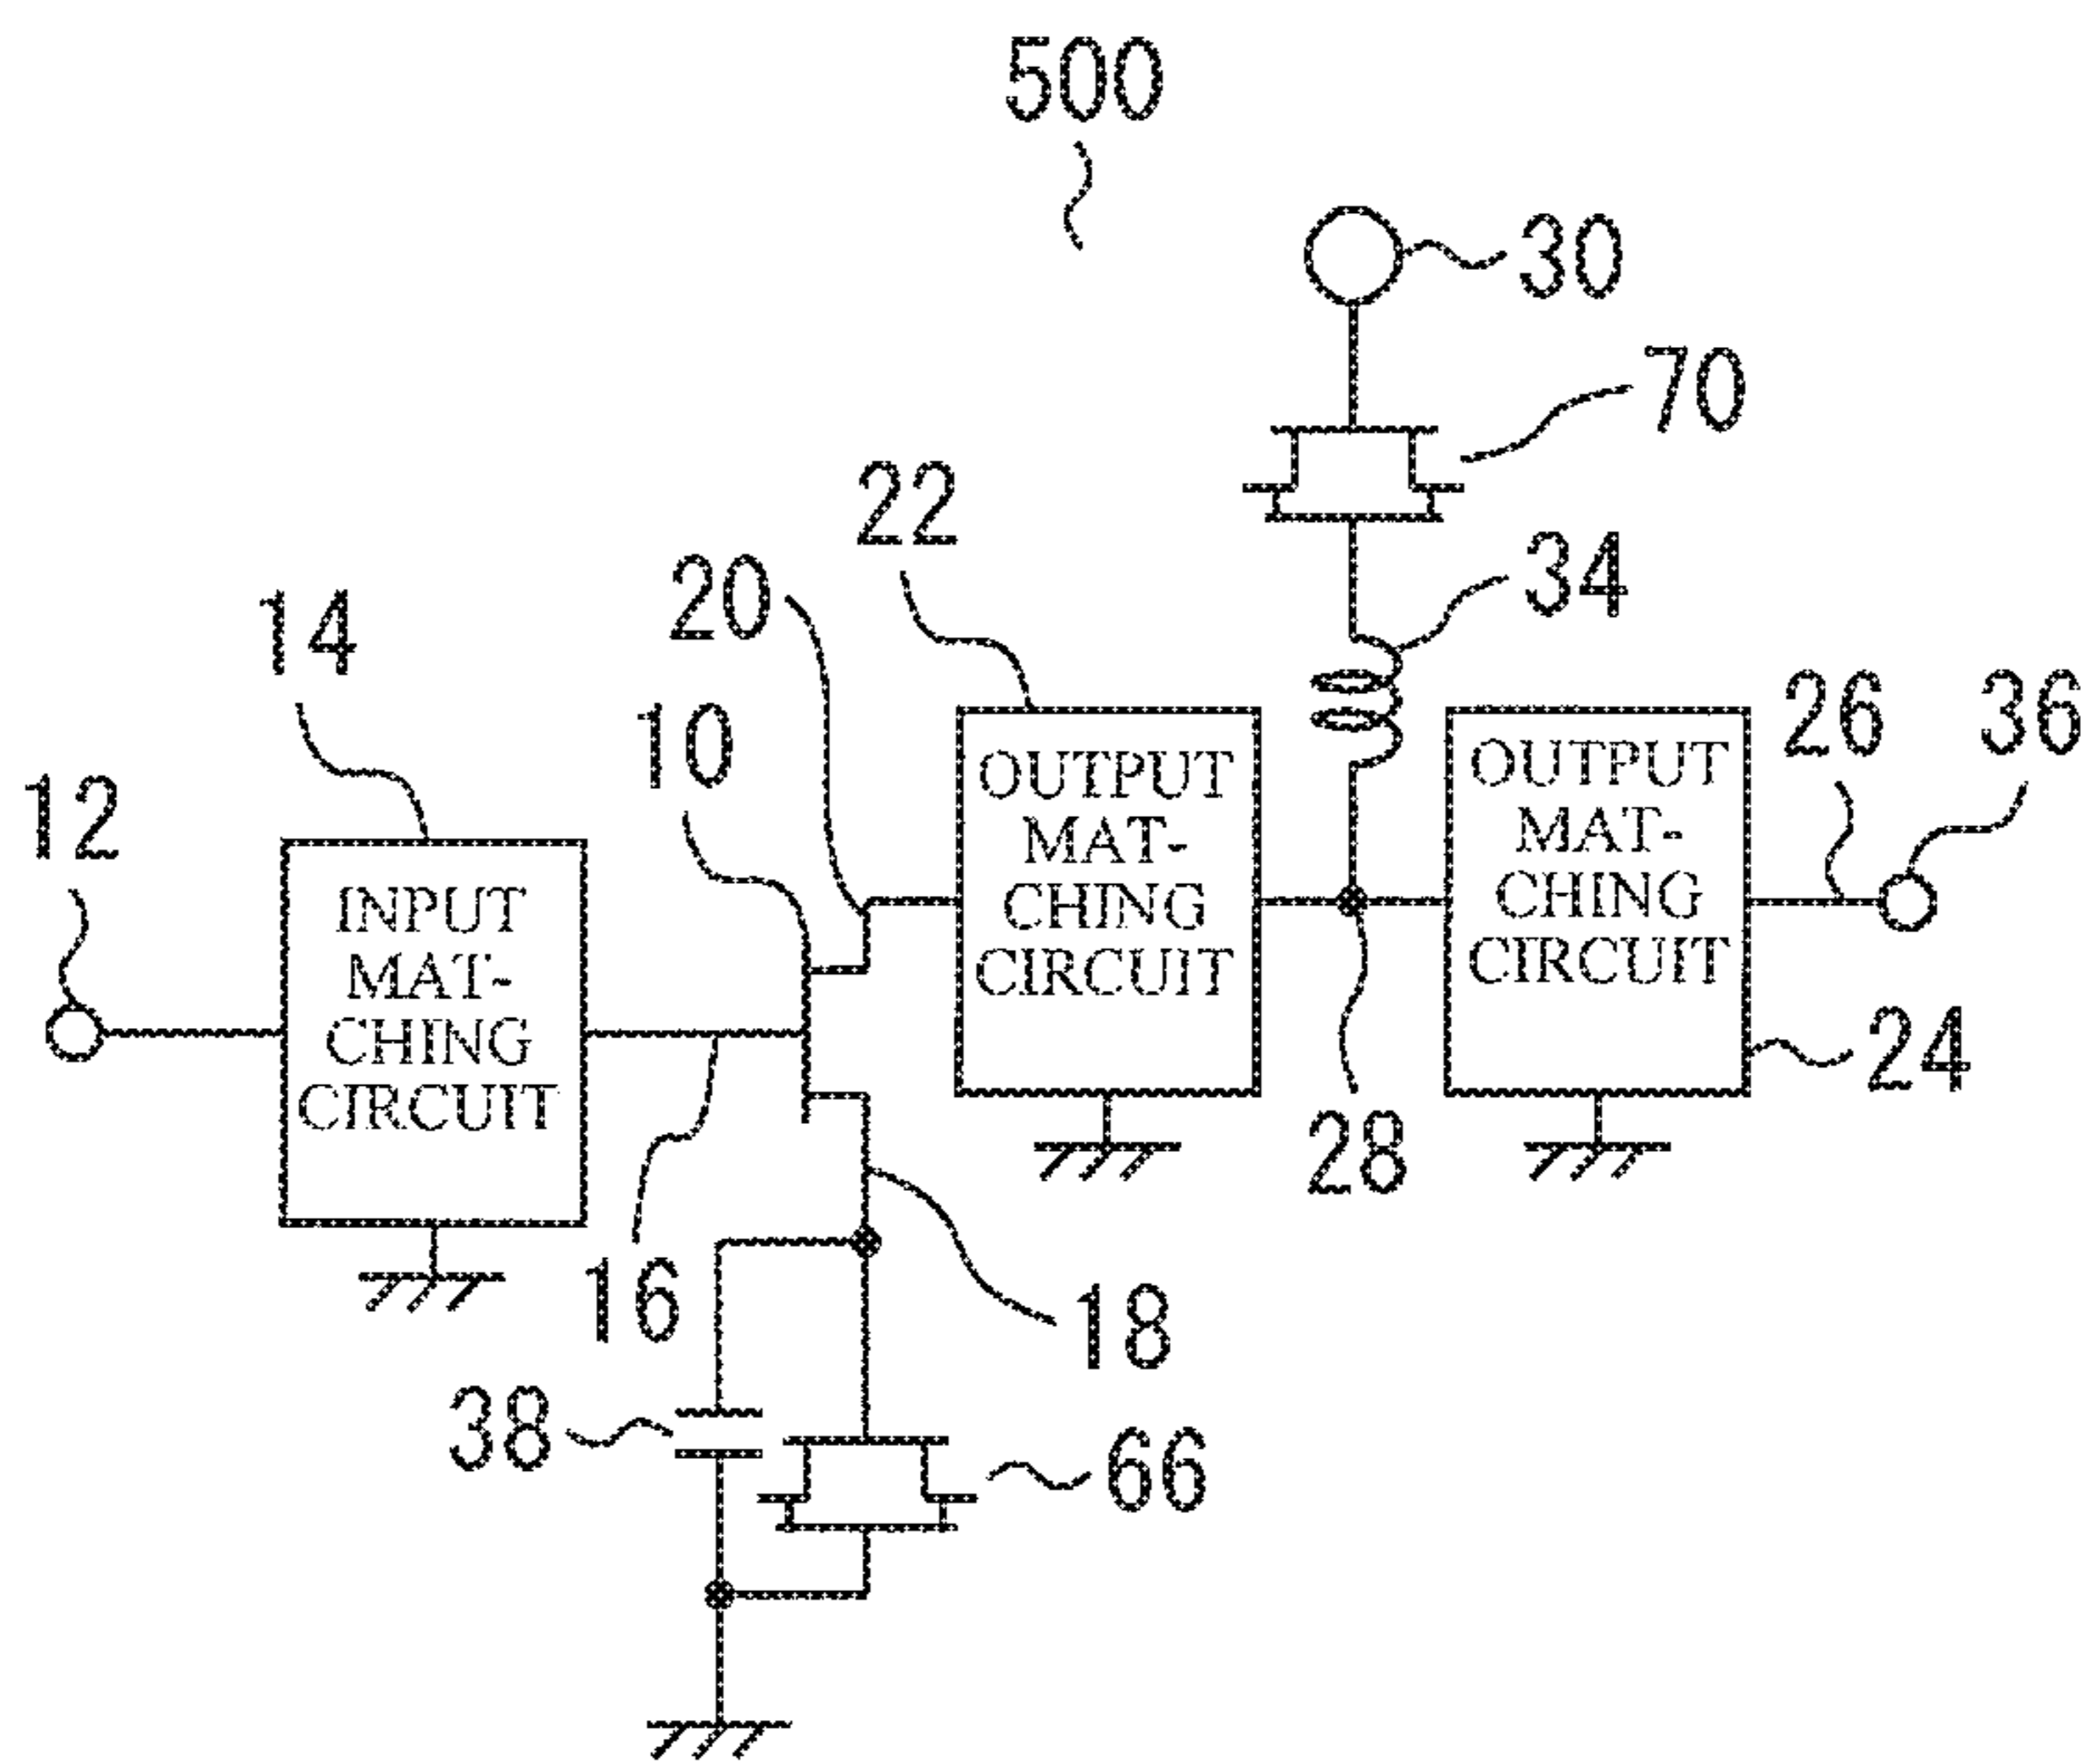 500
30
70
22
34
20
14
10
26
36
12
OUTPUT
MAT-
CHING
CIRCUIT
OUTPUT
MAT-
CHING
CIRCUIT
INPUT
MAT-
CHING
CIRCUIT
24
28
16
18
38
66